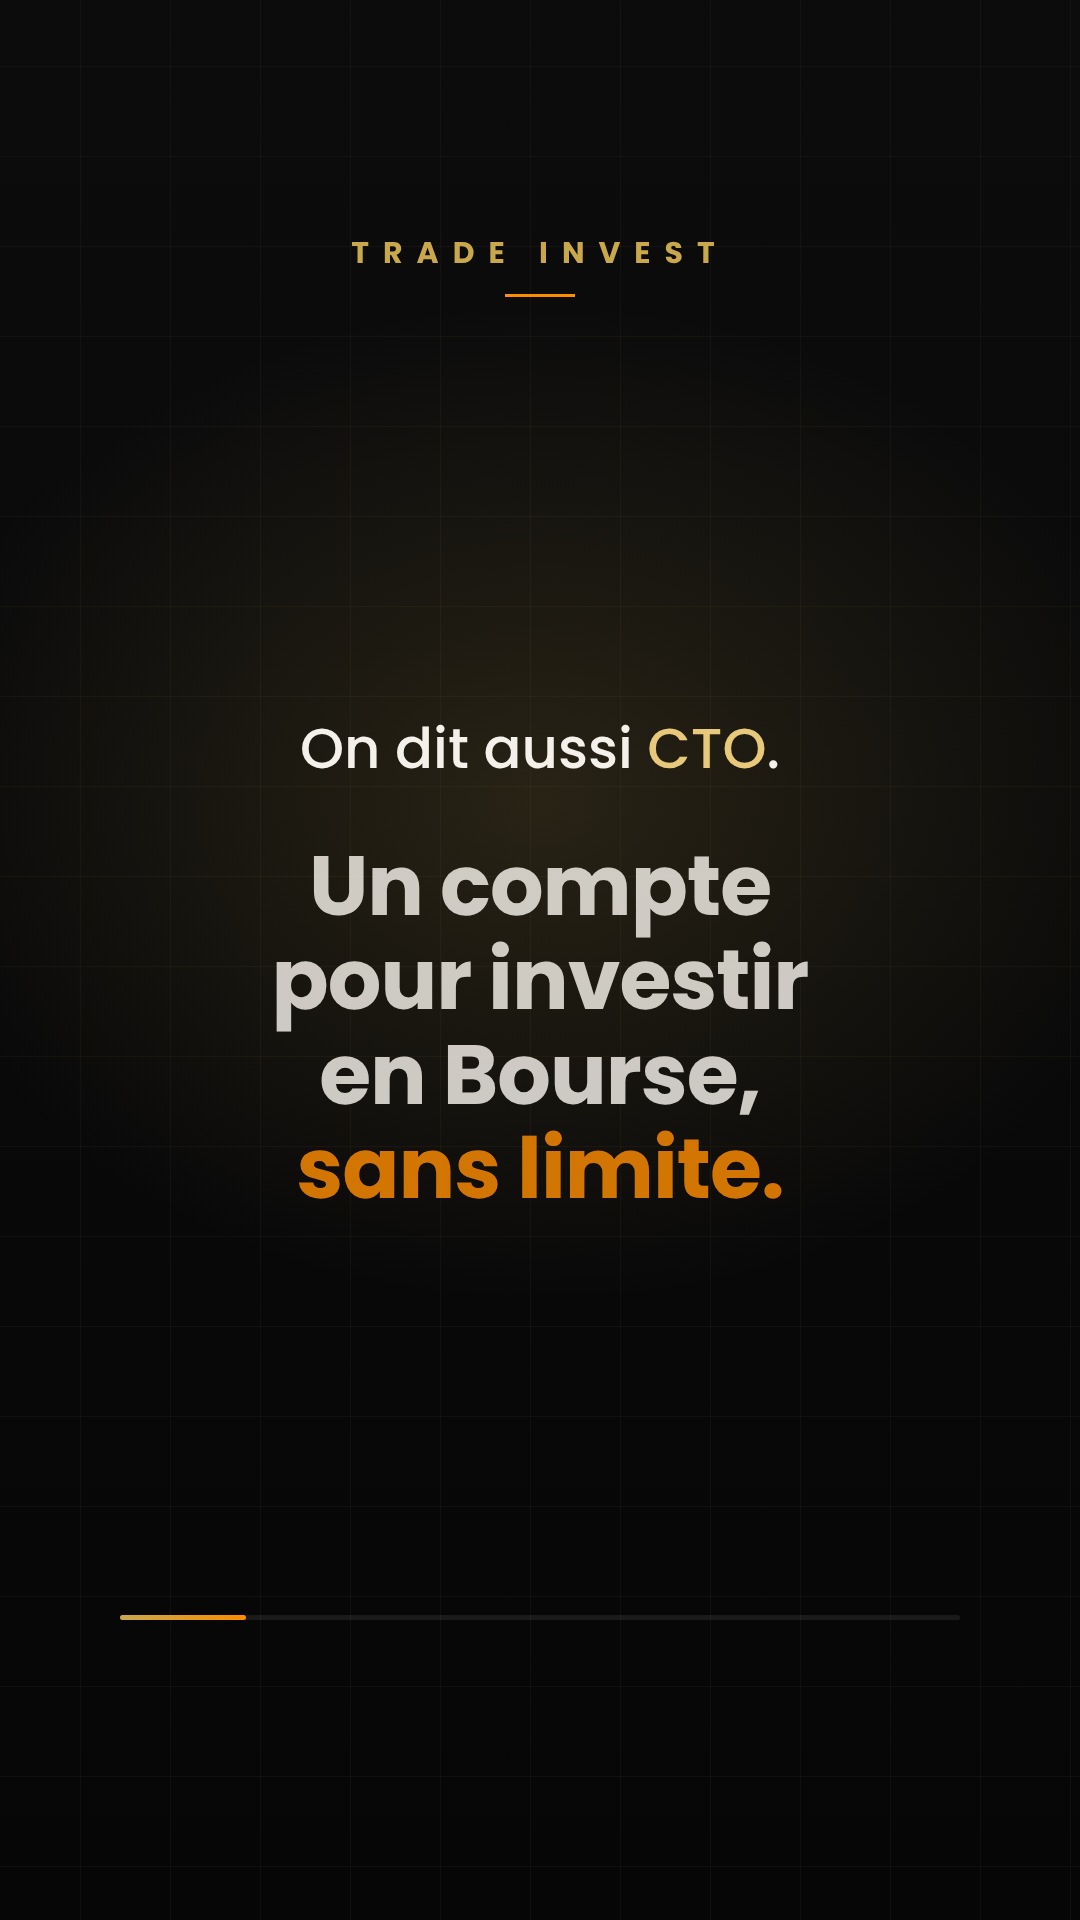 TRADE INVEST
On dit aussi CTO.
Un compte
pour investir
en Bourse,
sans limite.